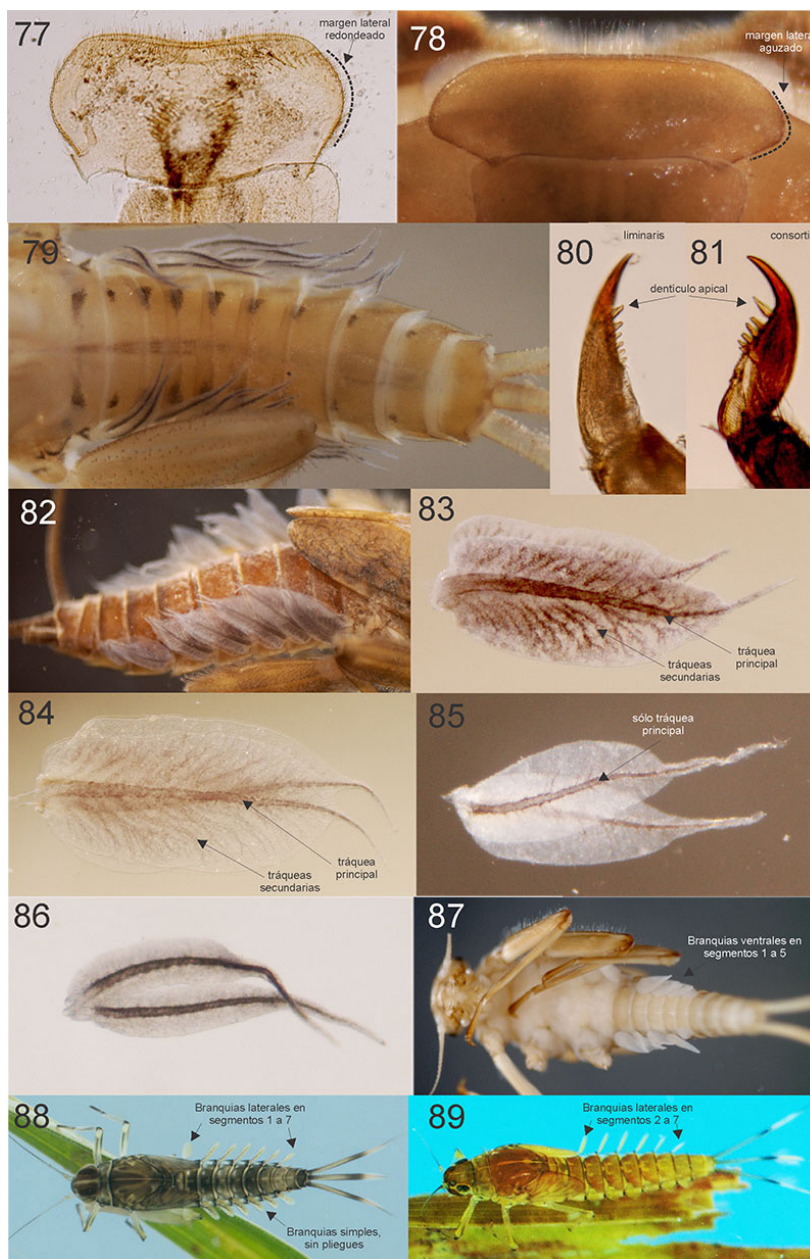 77
margen lateral
redondeado
78
margen lateral
aguzado
79
80
liminaris
81
consorti
dentículo apical
82
83
tráquea
principal
tráqueas
secundarias
84
tráquea
principal
tráqueas
secundarias
85
sólo tráquea
principal
86
87
Branquias ventrales en
segmentos 1 a 5
88
Branquias laterales en
segmentos 1 a 7
Branquias simples,
sin pliegues
89
Branquias laterales en
segmentos 2 a 7